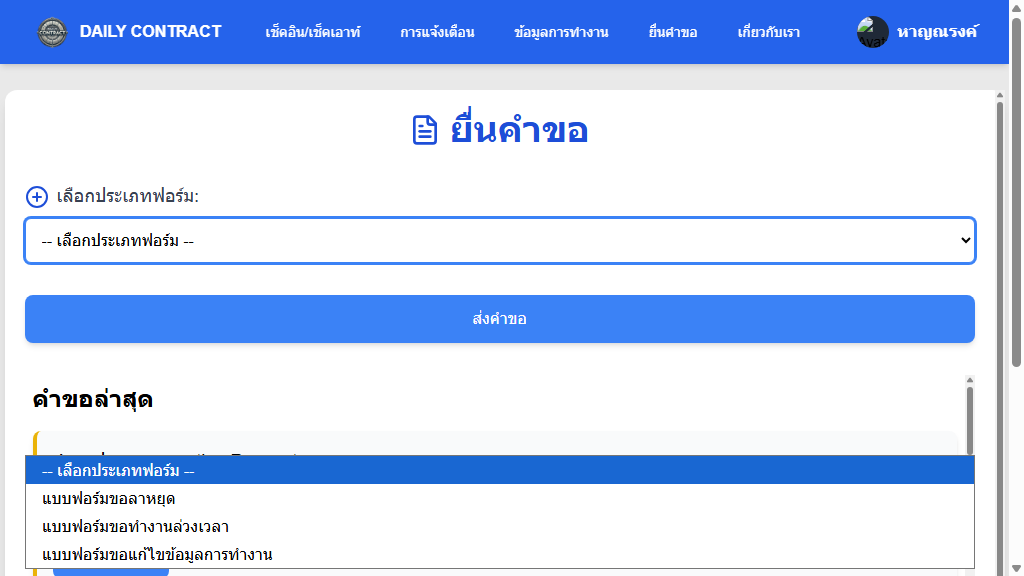 DAILY CONTRACT
เช็คอิน/เช็คเอาท์
การแจ้งเตือน
ข้อมูลการทำงาน
ยื่นคำขอ
เกี่ยวกับเรา
หาญณรงค์
ยื่นคำขอ
เลือกประเภทฟอร์ม:
-- เลือกประเภทฟอร์ม --
ส่งคำขอ
คำขอล่าสุด
-- เลือกประเภทฟอร์ม --
แบบฟอร์มขอลาหยุด
แบบฟอร์มขอทำงานล่วงเวลา
แบบฟอร์มขอแก้ไขข้อมูลการทำงาน